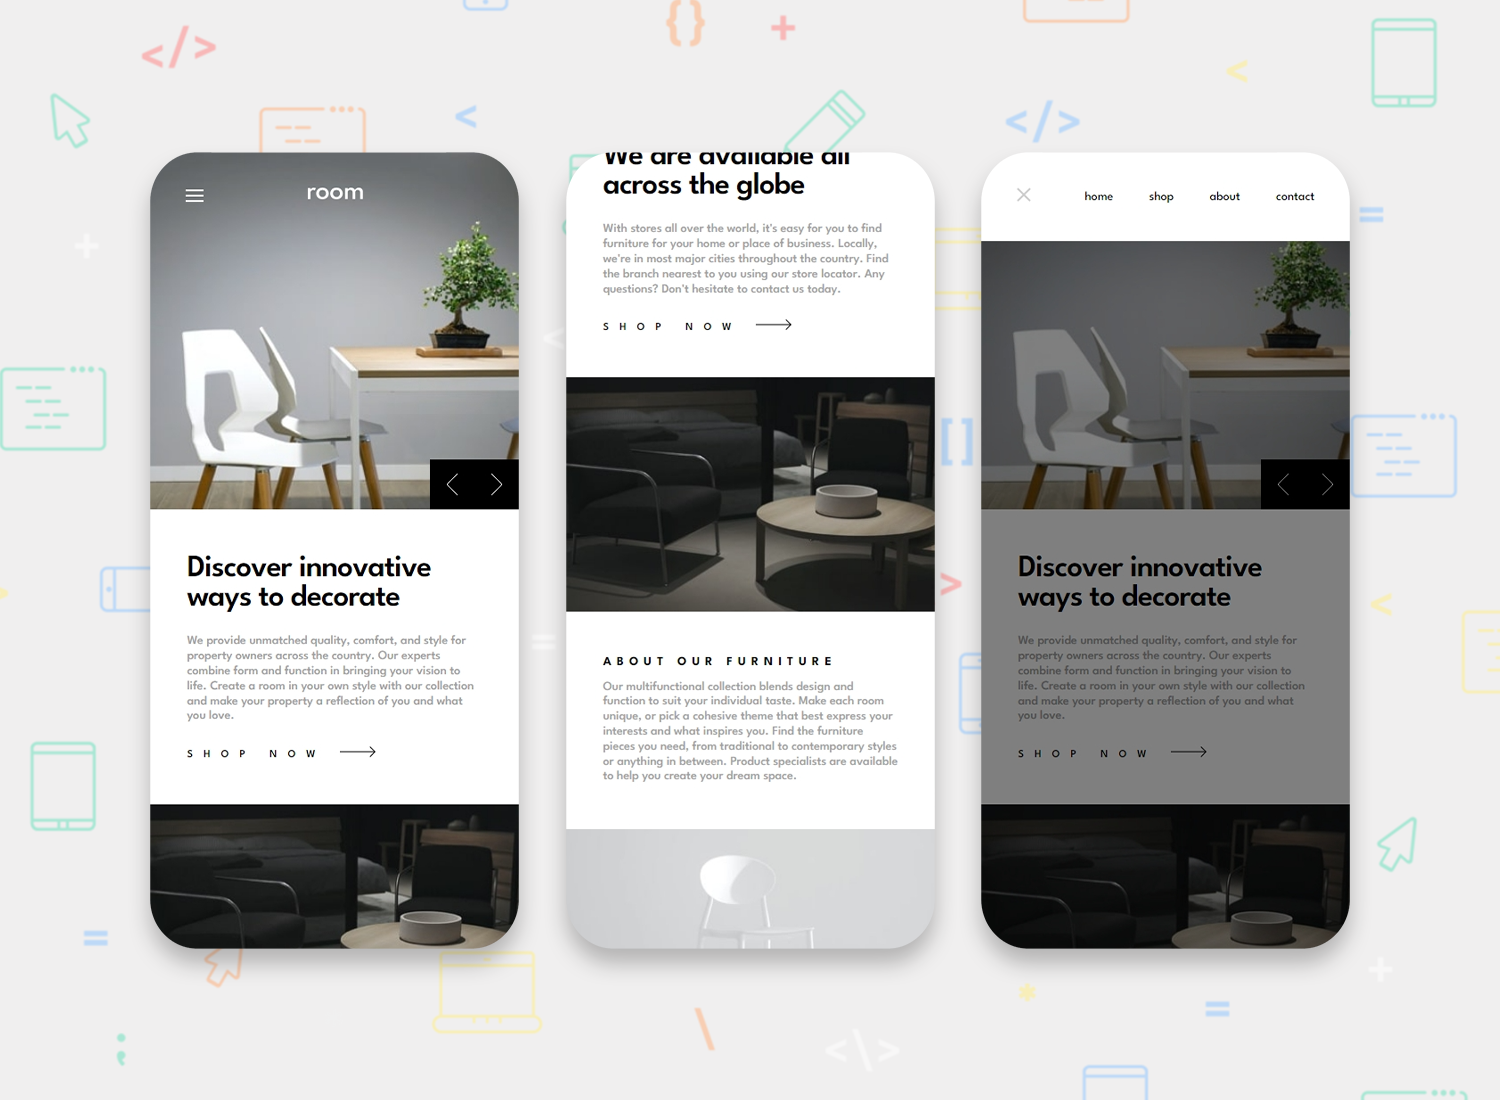 room
Discover innovative
ways to decorate
We provide unmatched quality, comfort, and style for
property owners across the country. Our experts
combine form and function in bringing your vision to
life. Create a room in your own style with our collection
and make your property a reflection of you and what
you love.
SHOP NOW
We are available all
across the globe
With stores all over the world, it's easy for you to find
furniture for your home or place of business. Locally,
we're in most major cities throughout the country. Find
the branch nearest to you using our store locator. Any
questions? Don't hesitate to contact us today.
SHOP NOW
ABOUT OUR FURNITURE
Our multifunctional collection blends design and
function to suit your individual taste. Make each room
unique, or pick a cohesive theme that best express your
interests and what inspires you. Find the furniture
pieces you need, from traditional to contemporary styles
or anything in between. Product specialists are available
to help you create your dream space.
home shop about contact
Discover innovative
ways to decorate
We provide unmatched quality, comfort, and style for
property owners across the country. Our experts
combine form and function in bringing your vision to
life. Create a room in your own style with our collection
and make your property a reflection of you and what
you love.
SHOP NOW